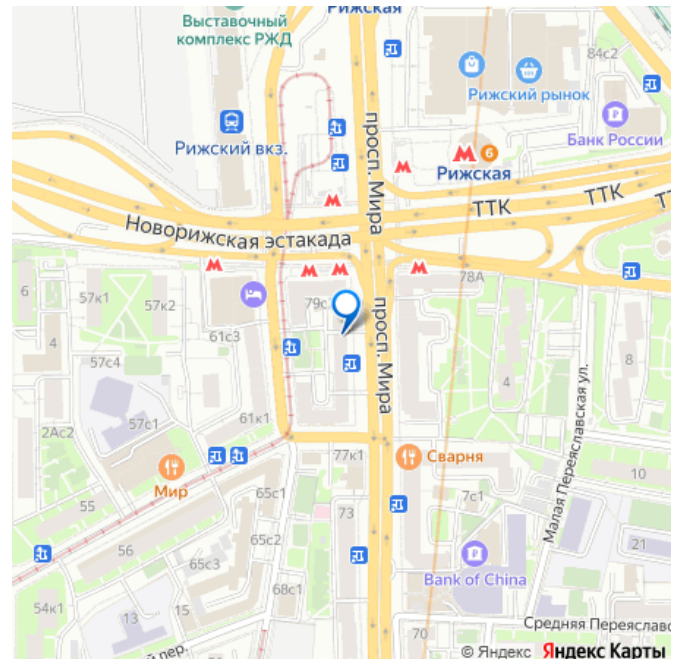 Выставочный
комплекс РЖД
Рижская
84с2
Рижский рынок
Банк России
Рижский вкз.
просп. Мира
6
Рижская
ТТК
ТТК
Новорижская эстакада
78А
6
57к1
57к2
79с
просп. Мира
4
61с3
57с4
4
8
57с1
61к1
2Ас2
77к1
Сварня
Малая Переяславская ул.
Мир
65с1
7с1
10
55
73
56
65с3
65с2
21
Bank of China
68с1
54к1
13
15
70
Средняя Переяславс
й пер.
© Яндекс Яндекс Карты